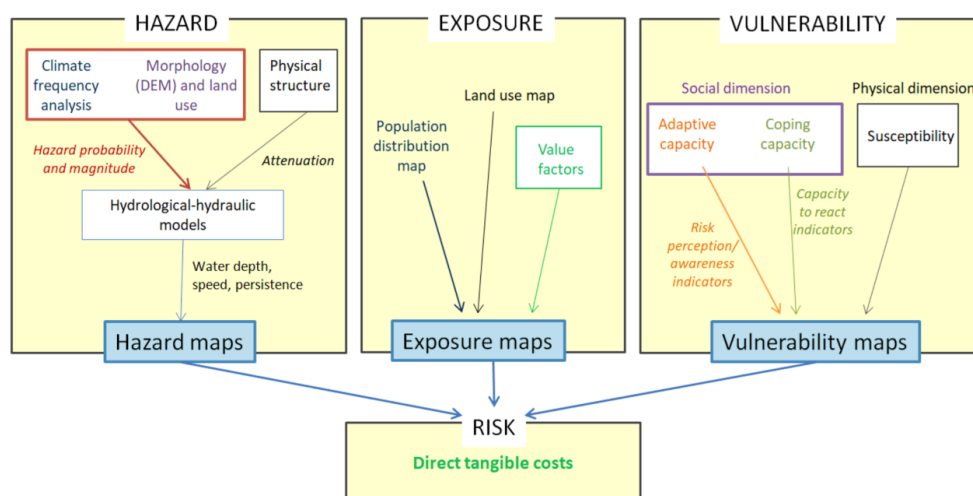 HAZARD
Climate
frequency
analysis
Morphology
(DEM) and land
use
Physical
structure
Hazard probability
and magnitude
Attenuation
Hydrological-hydraulic
models
Water depth,
speed, persistence
Hazard maps
EXPOSURE
Land use map
Population
distribution
map
Value
factors
Exposure maps
VULNERABILITY
Social dimension
Physical dimension
Adaptive
capacity
Coping
capacity
Susceptibility
Capacity
to react
indicators
Risk
perception/
awareness
indicators
Vulnerability maps
RISK
Direct tangible costs